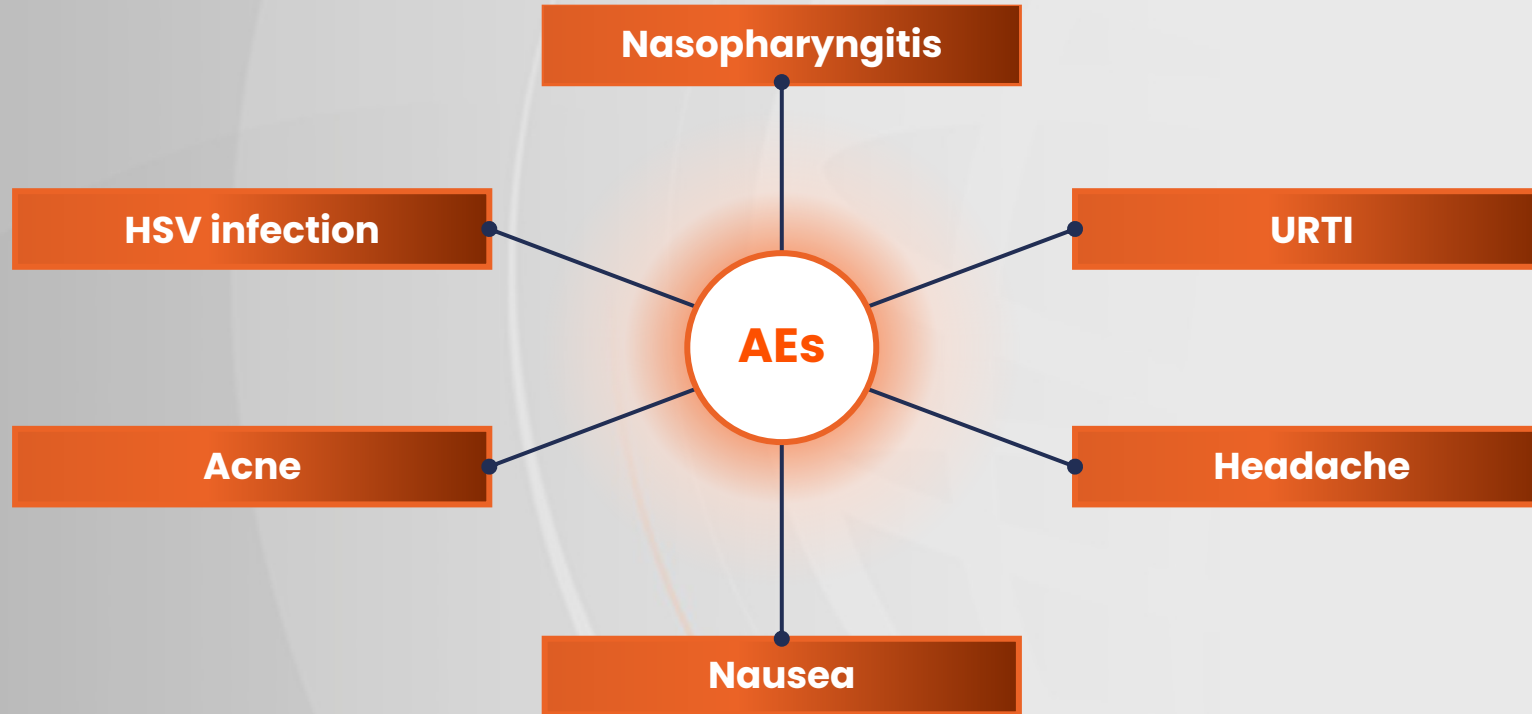 Nasopharyngitis
HSV infection
URTI
AEs
Acne
Headache
Nausea